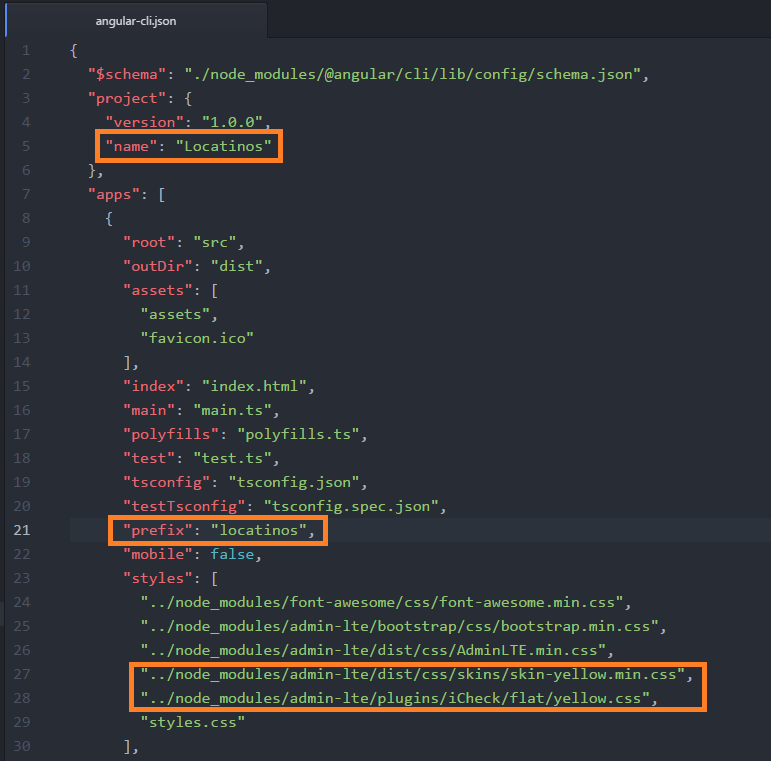 angular-cli.json
1 {
2 "$schema": "./node_modules/@angular/cli/lib/config/schema.json",
3 "project": {
4 "version": "1.0.0",
5 "name": "Locatinos"
6 },
7 "apps": [
8 {
9 "root": "src",
10 "outDir": "dist",
11 "assets": [
12 "assets",
13 "favicon.ico"
14 ],
15 "index": "index.html",
16 "main": "main.ts",
17 "polyfills": "polyfills.ts",
18 "test": "test.ts",
19 "tsconfig": "tsconfig.json",
20 "testTsconfig": "tsconfig.spec.json",
21 "prefix": "locatinos",
22 "mobile": false,
23 "styles": [
24 "../node_modules/font-awesome/css/font-awesome.min.css",
25 "../node_modules/admin-lte/bootstrap/css/bootstrap.min.css",
26 "../node_modules/admin-lte/dist/css/AdminLTE.min.css",
27 "../node_modules/admin-lte/dist/css/skins/skin-yellow.min.css",
28 "../node_modules/admin-lte/plugins/iCheck/flat/yellow.css",
29 "styles.css"
30 ],